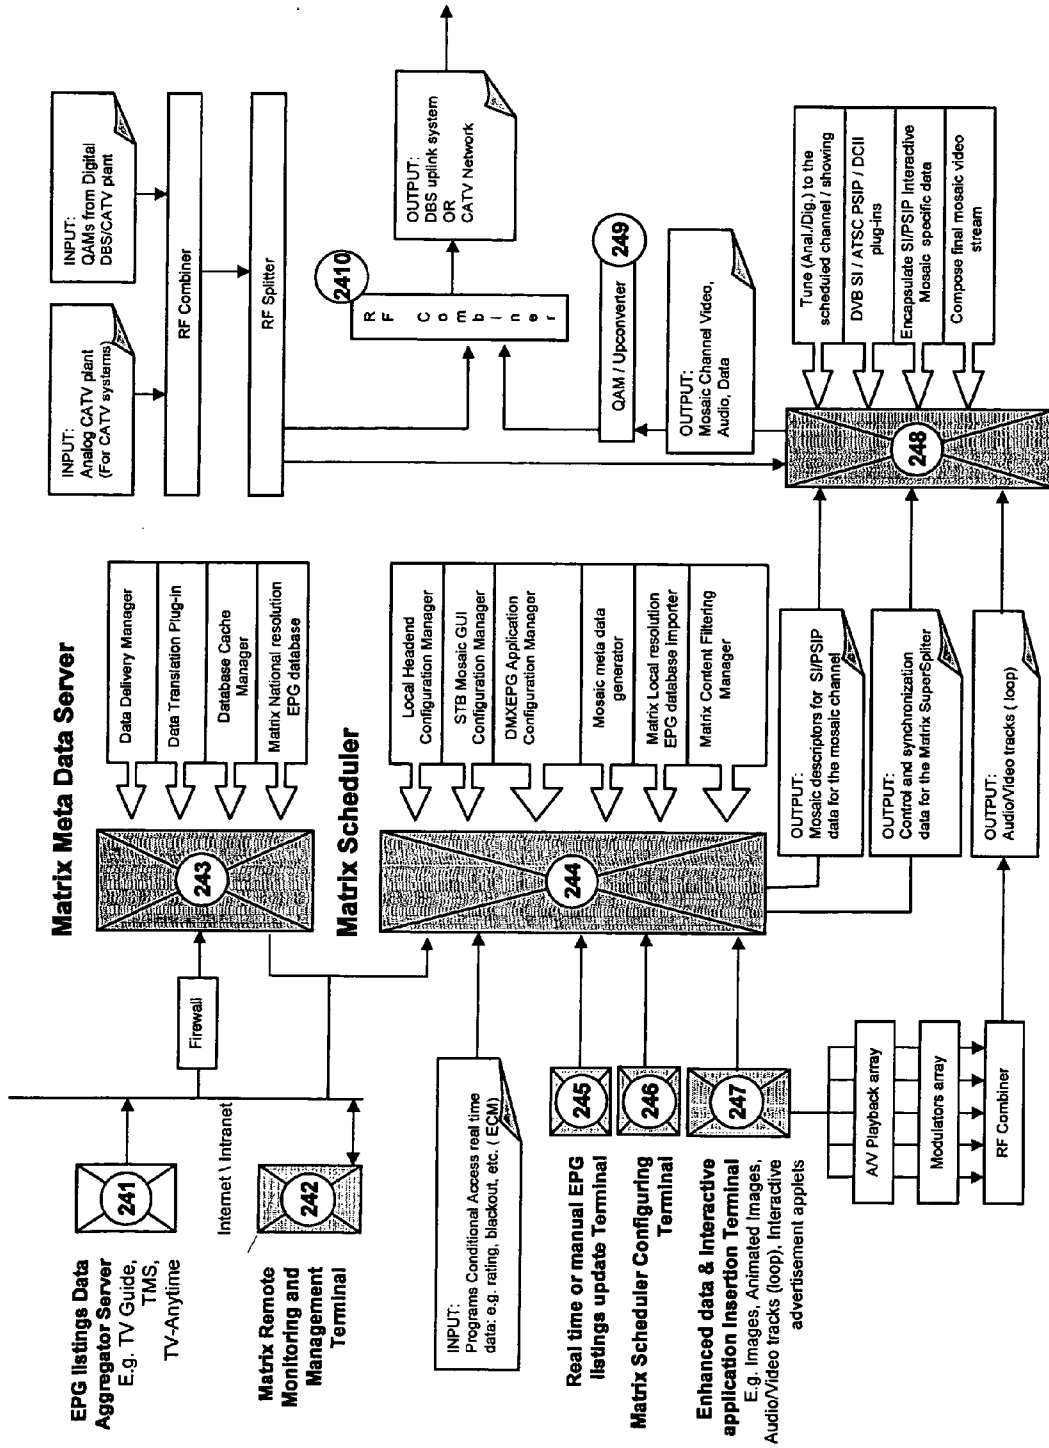 EPG listings Data
Aggregator Server
E.g. TV Guide,
TMS,
TV-Anytime
241
Internet \ Intranet
Matrix Remote
Monitoring and
Management
Terminal
242
Firewall
Matrix Meta Data Server
243
Data Delivery Manager
Data Translation Plug-in
Database Cache
Manager
Matrix National resolution
EPG database
Matrix Scheduler
244
Local Headend
Configuration Manager
STB Mosaic GUI
Configuration Manager
DMXEPG Application
Configuration Manager
Mosaic meta data
generator
Matrix Local resolution
EPG database importer
Matrix Content Filtering
Manager
INPUT:
Programs Conditional Access real time
data: e.g. rating, blackout, etc. ( ECM)
Real time or manual EPG
listings update Terminal
245
Matrix Scheduler Configuring
Terminal
246
Enhanced data & Interactive
application Insertion Terminal
E.g. Images, Animated Images,
Audio/Video tracks (loop), Interactive
advertisement applets
247
A/V Playback array
Modulators array
RF Combiner
OUTPUT:
Mosaic descriptors for SI/PSIP
data for the mosaic channel
OUTPUT:
Control and synchronization
data for the Matrix SuperSpliter
OUTPUT:
Audio/Video tracks ( loop)
INPUT:
Analog CATV plant
(For CATV systems)
INPUT:
QAMs from Digital
DBS/CATV plant
RF Combiner
RF Splitter
2410
RF Combiner
OUTPUT:
DBS uplink system
OR
CATV Network
249
QAM / Upconverter
OUTPUT:
Mosaic Channel Video,
Audio, Data
248
Tune (Anal./Dig.) to the
scheduled channel / showing
DVB SI / ATSC PSIP / DCII
plug-ins
Encapsulate SI/PSIP Interactive
Mosaic specific data
Compose final mosaic video
stream